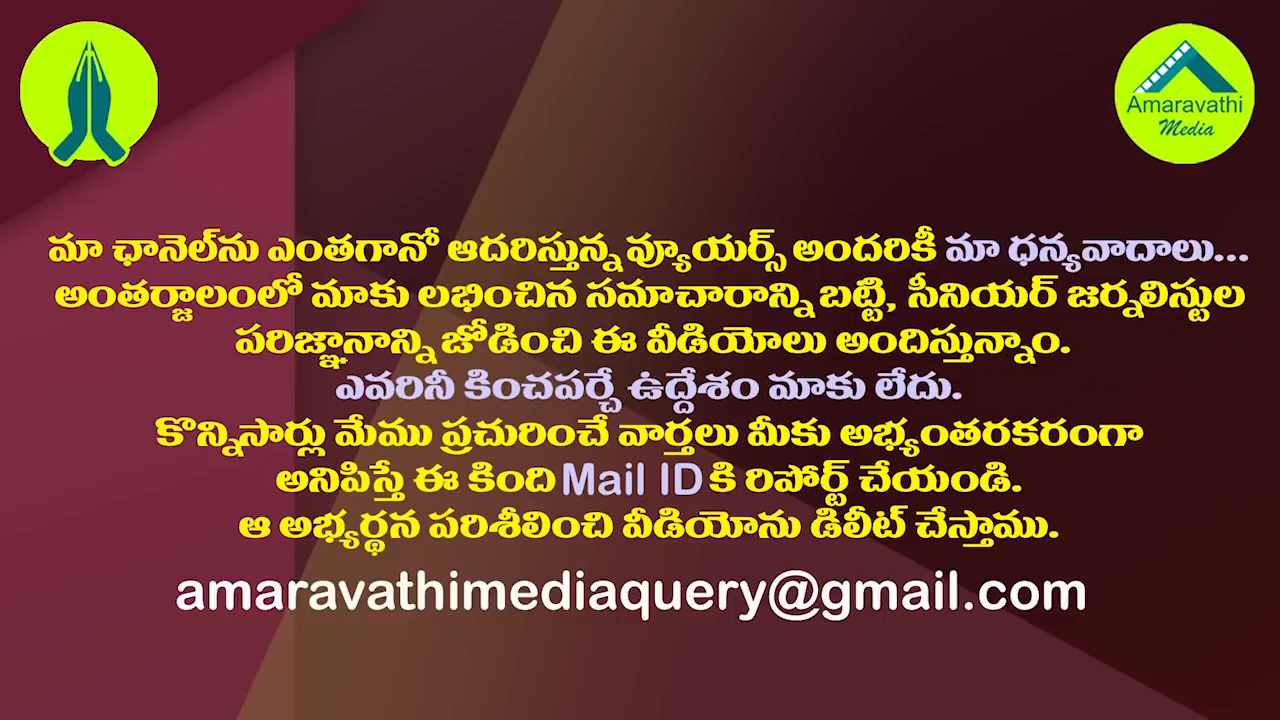 Amaravathi
Media
మా ఛానెల్‌ను ఎంతగానో ఆదరిస్తున్న వ్యూయర్స్ అందరికీ మా ధన్యవాదాలు...
అంతర్జాలంలో మాకు లభించిన సమాచారాన్ని బట్టి, సీనియర్ జర్నలిస్టుల
పరిజ్ఞానాన్ని జోడించి ఈ వీడియోలు అందిస్తున్నాం.
ఎవరినీ కించపర్చే ఉద్దేశం మాకు లేదు.
కొన్నిసార్లు మేము ప్రచురించే వార్తలు మీకు అభ్యంతరకరంగా
అనిపిస్తే ఈ కింది Mail ID కి రిపోర్ట్ చేయండి.
ఆ అభ్యర్థన పరిశీలించి వీడియోను డిలీట్ చేస్తాము.
amaravathimediaquery@gmail.com